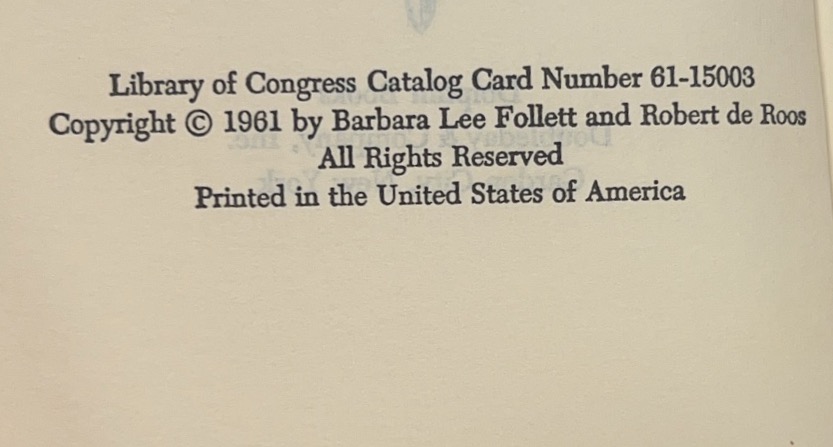 Library of Congress Catalog Card Number 61-15003
Copyright © 1961 by Barbara Lee Follett and Robert de Roos
All Rights Reserved
Printed in the United States of America